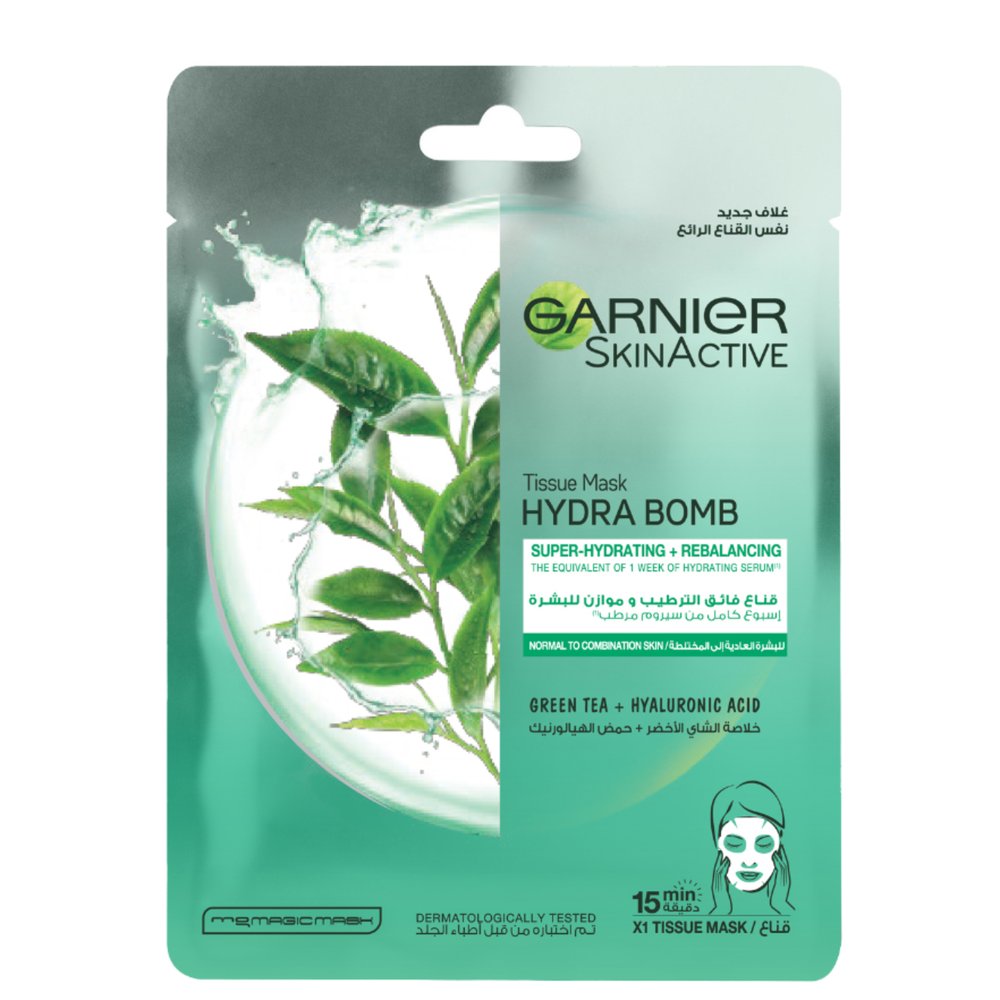 غلاف جديد
نفس القناع الرائع
GARNIER
SKINACTIVE
Tissue Mask
HYDRA BOMB
SUPER-HYDRATING + REBALANCING
THE EQUIVALENT OF 1 WEEK OF HYDRATING SERUM(1)
قناع فائق الترطيب و موازن للبشرة
إسبوع كامل من سيروم مرطب(1)
NORMAL TO COMBINATION SKIN / للبشرة العادية إلى المختلطة
GREEN TEA + HYALURONIC ACID
خلاصة الشاي الأخضر + حمض الهيالورنيك
15 min
دقيقة
X1 TISSUE MASK / قناع
MAGIC MASK
DERMATOLOGICALLY TESTED
تم اختباره من قبل أطباء الجلد